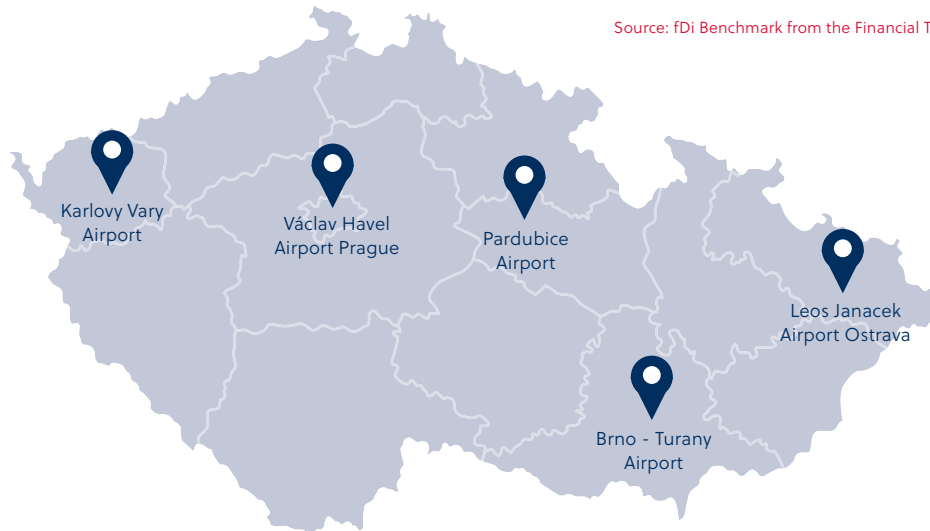 Source: fDi Benchmark from the Financial
Karlovy Vary
Airport
Václav Havel
Airport Prague
Pardubice
Airport
Leos Janacek
Airport Ostrava
Brno - Turany
Airport